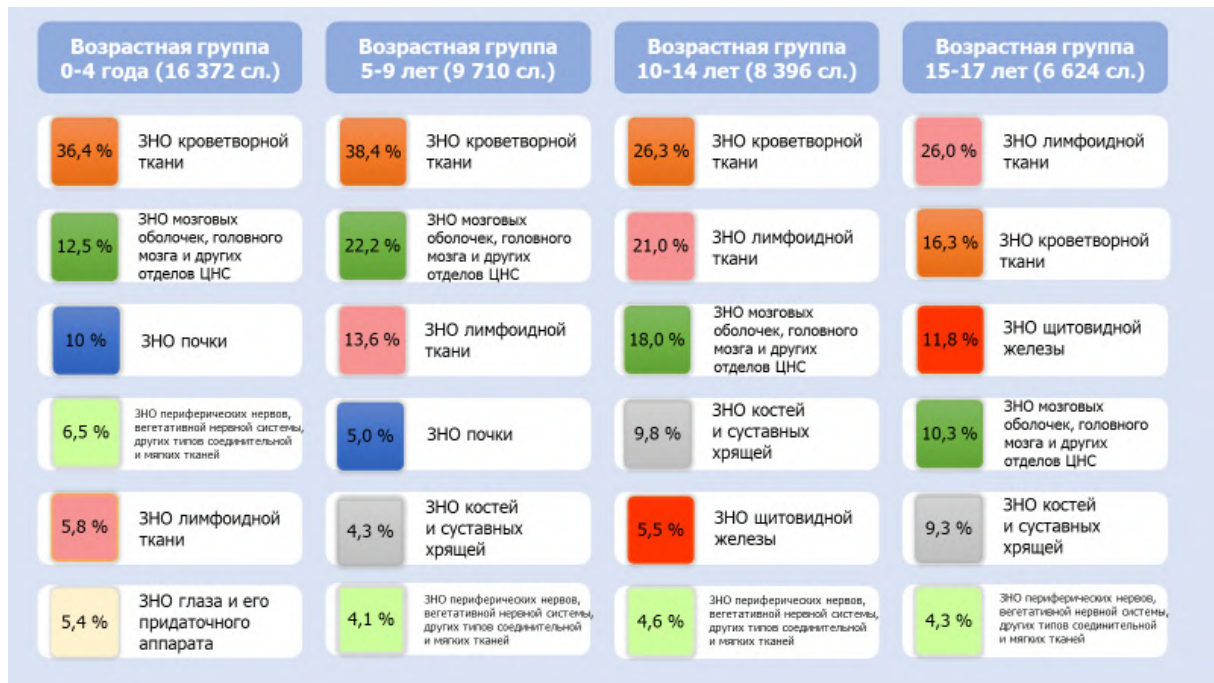 Возрастная группа
0-4 года (16 372 сл.)
36,4 %
ЗНО кроветворной
ткани
12,5 %
ЗНО мозговых
оболочек, головного
мозга и других
отделов ЦНС
10 %
ЗНО почки
6,5 %
ЗНО периферических нервов,
вегетативной нервной системы,
других типов соединительной
и мягких тканей
5,8 %
ЗНО лимфоидной
ткани
5,4 %
ЗНО глаза и его
придаточного
аппарата
Возрастная группа
5-9 лет (9 710 сл.)
38,4 %
ЗНО кроветворной
ткани
22,2 %
ЗНО мозговых
оболочек, головного
мозга и других
отделов ЦНС
13,6 %
ЗНО лимфоидной
ткани
5,0 %
ЗНО почки
4,3 %
ЗНО костей
и суставных
хрящей
4,1 %
ЗНО периферических нервов,
вегетативной нервной системы,
других типов соединительной
и мягких тканей
Возрастная группа
10-14 лет (8 396 сл.)
26,3 %
ЗНО кроветворной
ткани
21,0 %
ЗНО лимфоидной
ткани
18,0 %
ЗНО мозговых
оболочек, головного
мозга и других
отделов ЦНС
9,8 %
ЗНО костей
и суставных
хрящей
5,5 %
ЗНО щитовидной
железы
4,6 %
ЗНО периферических нервов,
вегетативной нервной системы,
других типов соединительной
и мягких тканей
Возрастная группа
15-17 лет (6 624 сл.)
26,0 %
ЗНО лимфоидной
ткани
16,3 %
ЗНО кроветворной
ткани
11,8 %
ЗНО щитовидной
железы
10,3 %
ЗНО мозговых
оболочек, головного
мозга и других
отделов ЦНС
9,3 %
ЗНО костей
и суставных
хрящей
4,3 %
ЗНО периферических нервов,
вегетативной нервной системы,
других типов соединительной
и мягких тканей